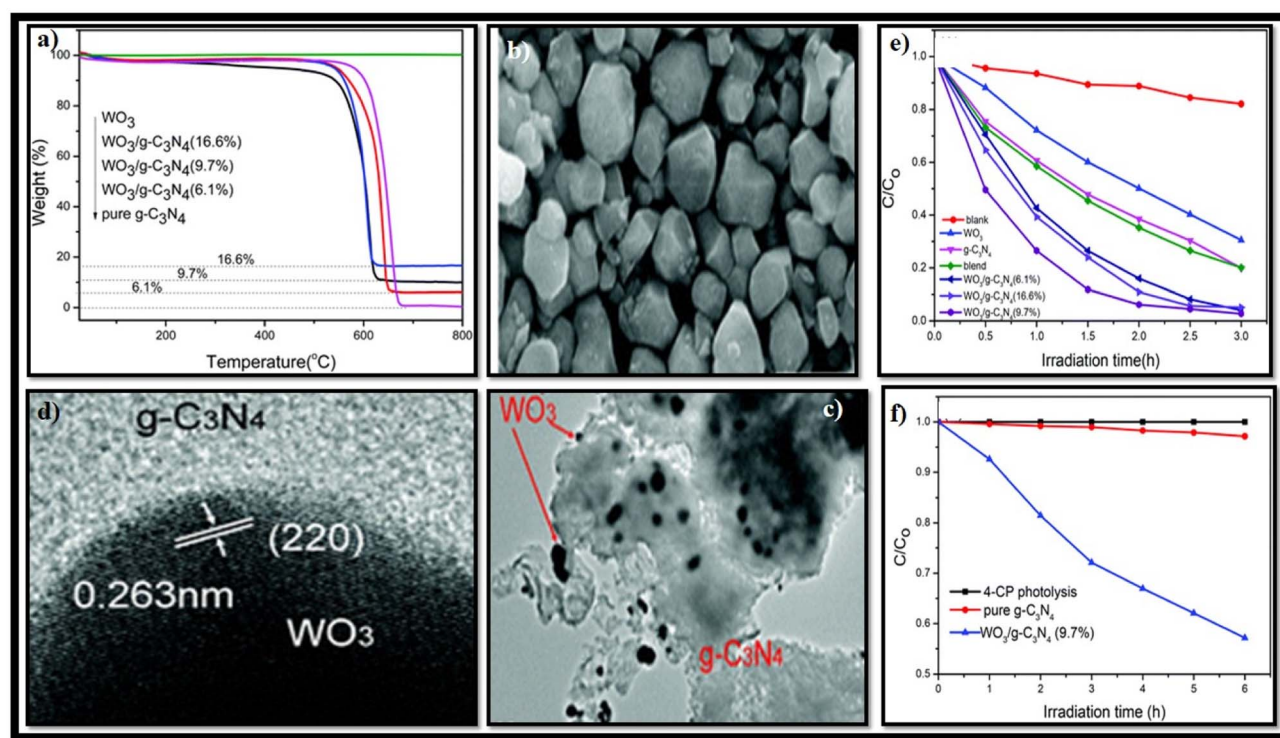 a)
100
80
60
40
20
0
Weight (%)
WO₃
WO₃/g-C₃N₄(16.6%)
WO₃/g-C₃N₄(9.7%)
WO₃/g-C₃N₄(6.1%)
pure g-C₃N₄
16.6%
9.7%
6.1%
200 400 600 800
Temperature(°C)
b)
e)
1.0
0.8
0.6
0.4
0.2
0.0
C/C₀
blank
WO₃
g-C₃N₄
blend
WO₃/g-C₃N₄(6.1%)
WO₃/g-C₃N₄(16.6%)
WO₃/g-C₃N₄(9.7%)
0.0 0.5 1.0 1.5 2.0 2.5 3.0
Irradiation time(h)
d)
g-C₃N₄
(220)
0.263nm
WO₃
c)
WO₃
g-C₃N₄
f)
1.0
0.9
0.8
0.7
0.6
0.5
C/C₀
4-CP photolysis
pure g-C₃N₄
WO₃/g-C₃N₄ (9.7%)
0 1 2 3 4 5 6
Irradiation time (h)